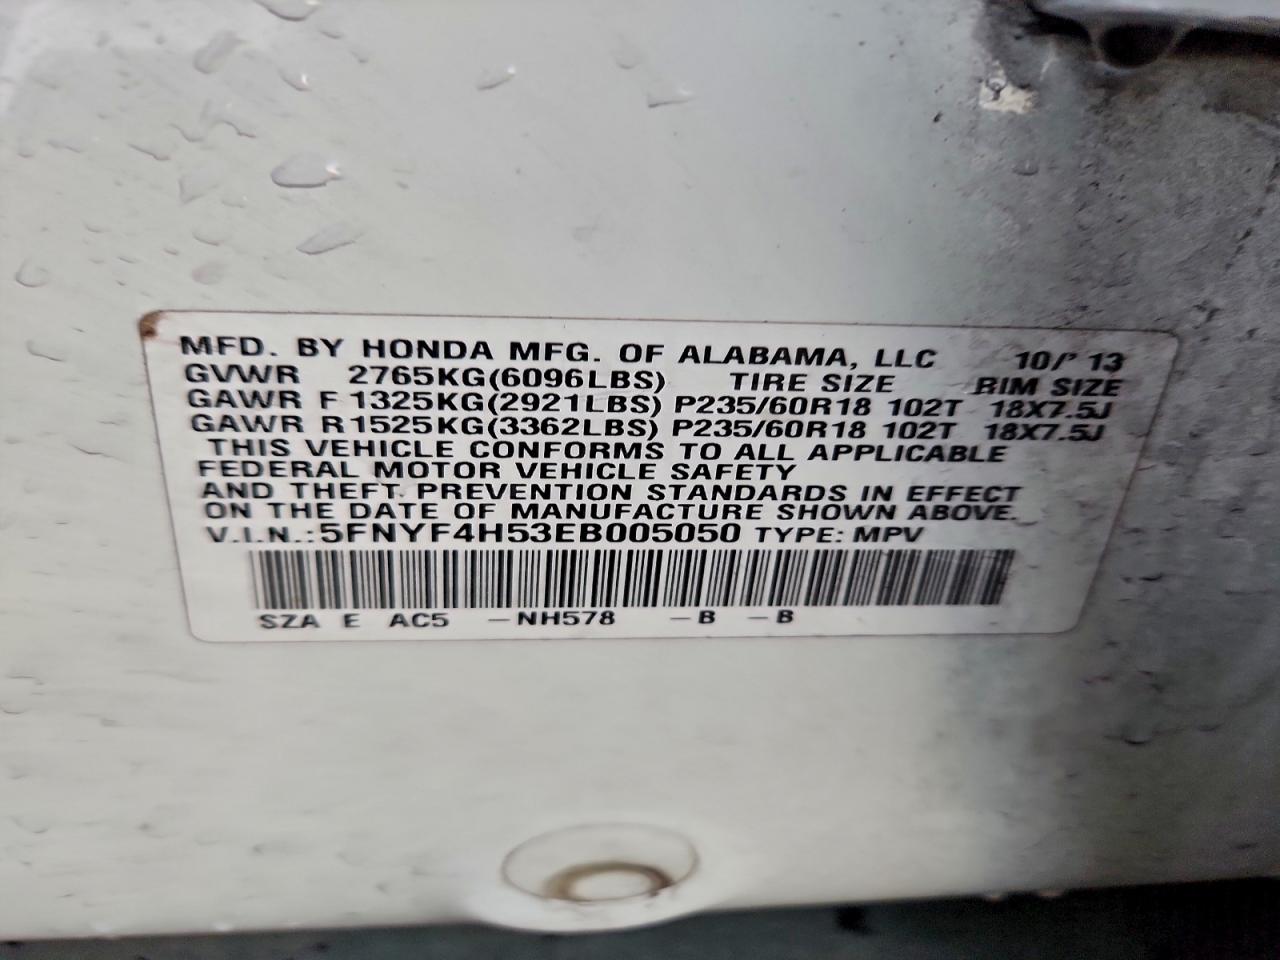 MFD. BY HONDA MFG. OF ALABAMA, LLC 10/'13
GVWR 2765KG(6096LBS) TIRE SIZE RIM SIZE
GAWR F 1325KG(2921LBS) P235/60R18 102T 18X7.5J
GAWR R 1525KG(3362LBS) P235/60R18 102T 18X7.5J
THIS VEHICLE CONFORMS TO ALL APPLICABLE
FEDERAL MOTOR VEHICLE SAFETY
AND THEFT PREVENTION STANDARDS IN EFFECT
ON THE DATE OF MANUFACTURE SHOWN ABOVE.
V.I.N.: 5FNYF4H53EB005050 TYPE: MPV
SZA E AC5 -NH578 -B -B